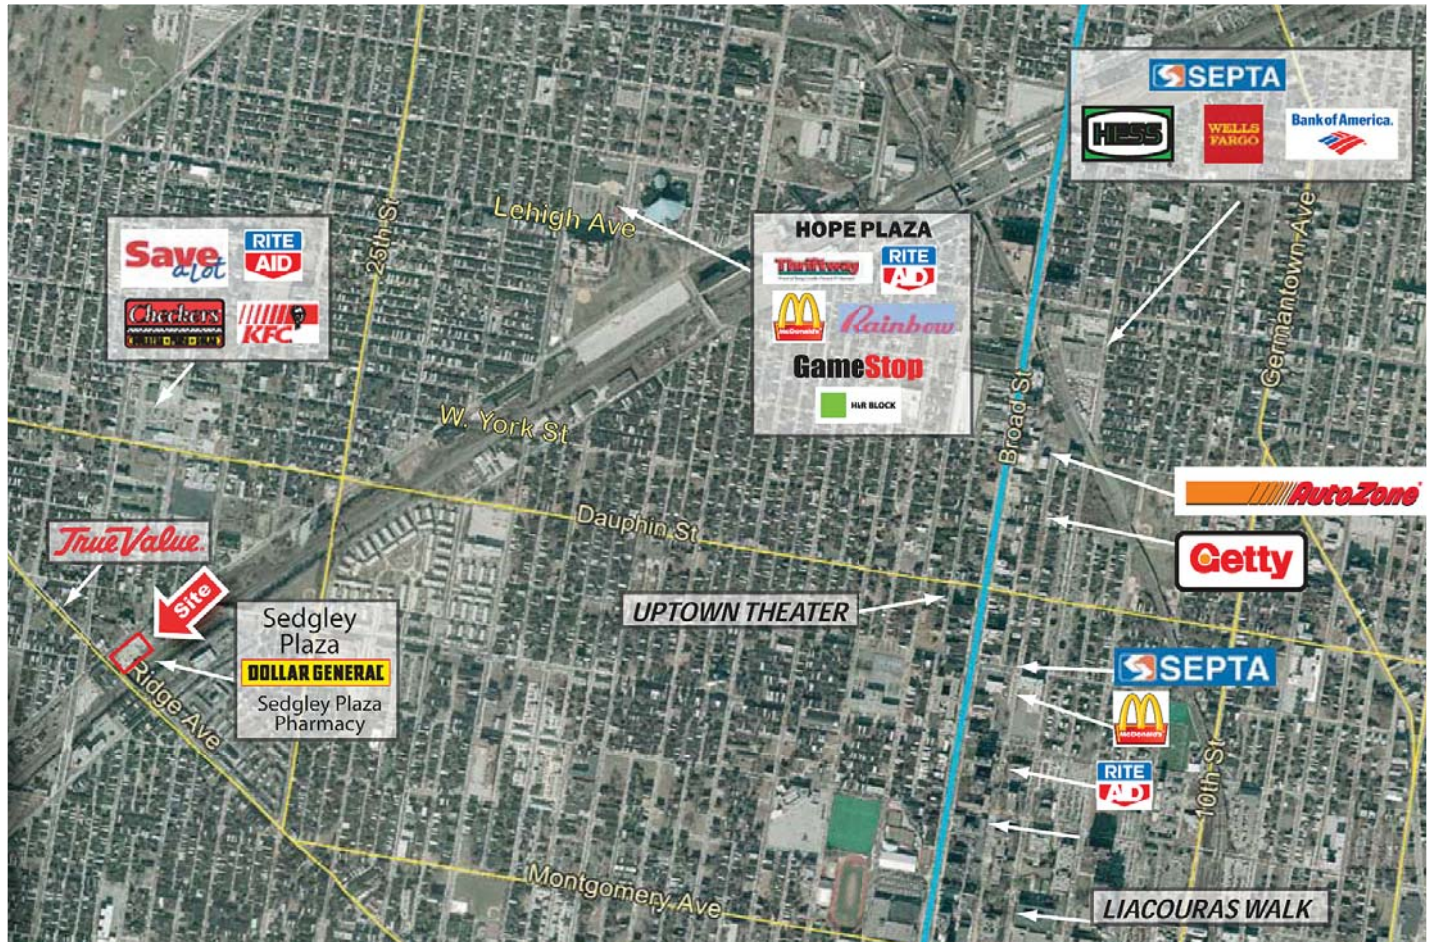 SEPTA
HESS
WELLS
FARGO
Bank of America.
Lehigh Ave
25th St
Germantown Ave
Save
a lot
RITE
AID
Checkers
KFC
HOPE PLAZA
Thriftway
RITE
AID
McDonald's
Rainbow
GameStop
H&R BLOCK
W. York St
Broad St
AutoZone
Dauphin St
True Value.
Getty
Site
UPTOWN THEATER
Sedgley
Plaza
DOLLAR GENERAL
Sedgley Plaza
Pharmacy
Ridge Ave
SEPTA
McDonald's
RITE
AID
10th St
Montgomery Ave
LIACOURAS WALK